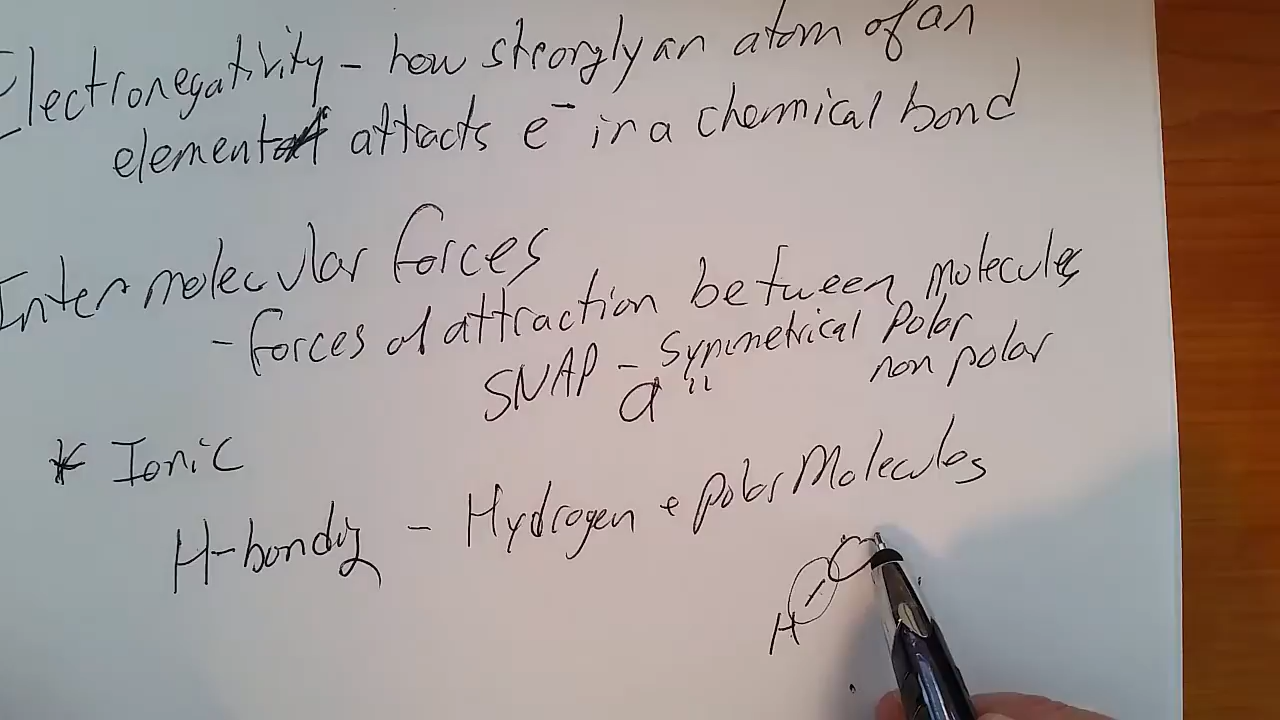 Electronegativity - how strongly an atom of an
element attracts e⁻ in a chemical bond
Intermolecular forces
- forces of attraction between molecules
SNAP - Symmetrical Polar
a " non polar
* Ionic
H-bondig - Hydrogen + polar Molecules
H - O